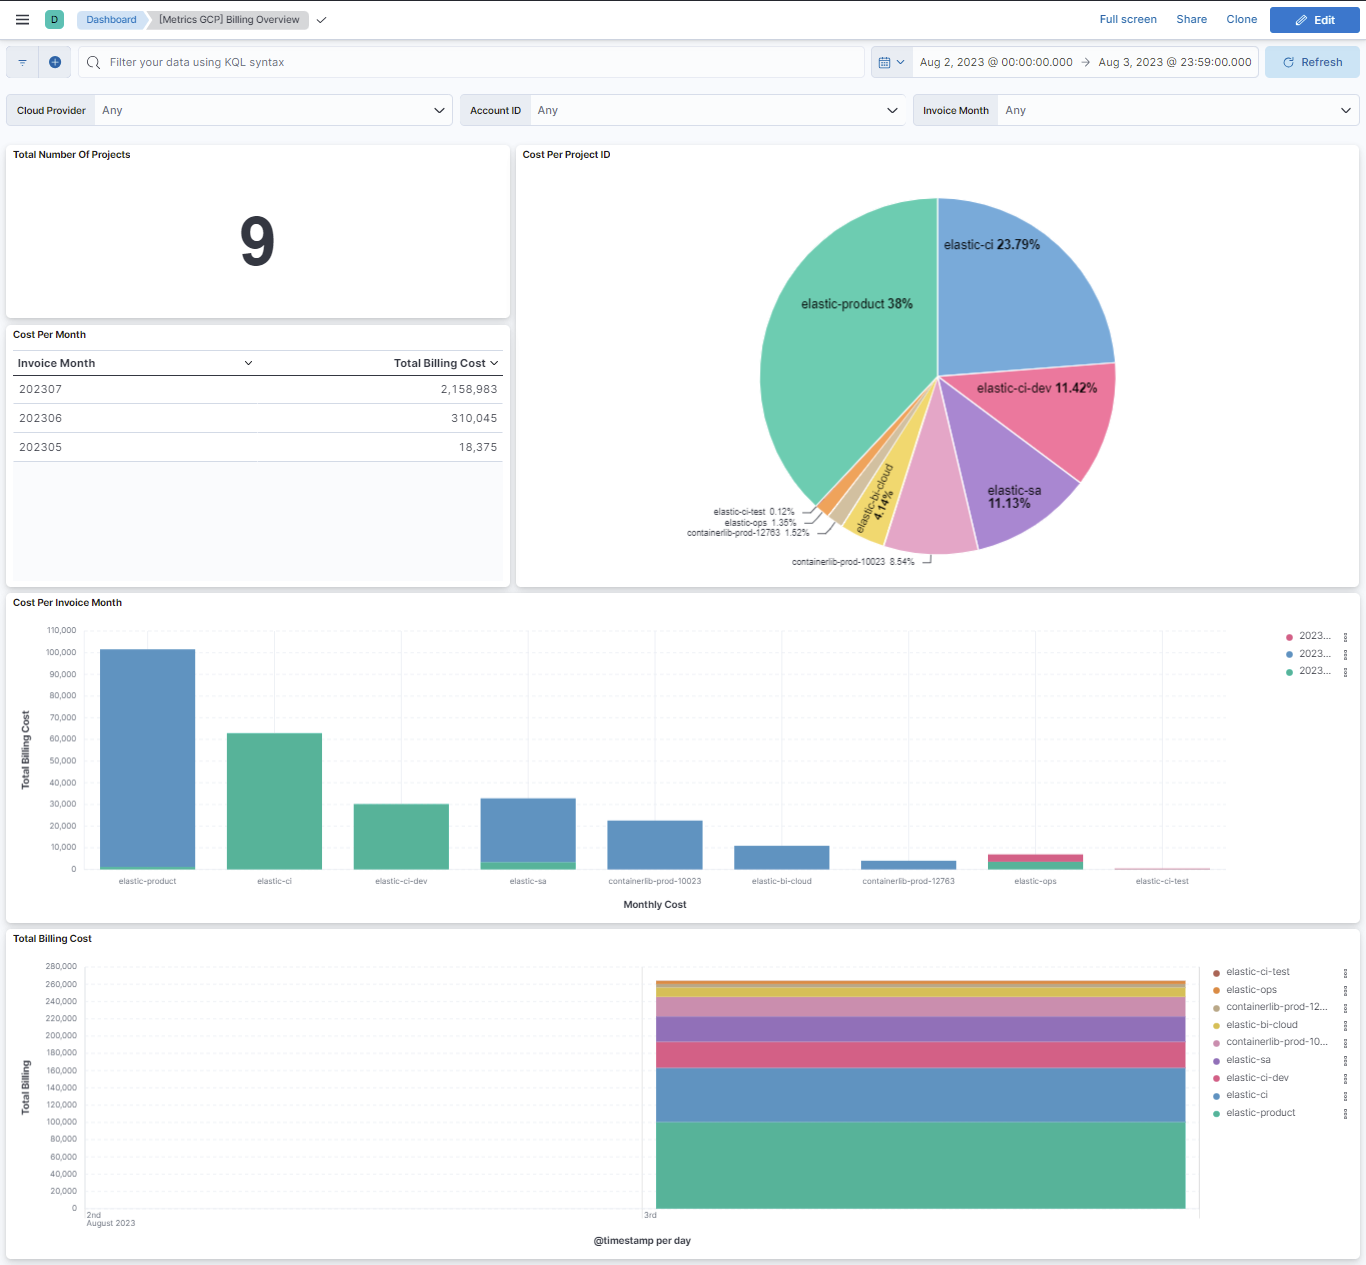 D Dashboard [Metrics GCP] Billing Overview Full screen Share Clone Edit
Filter your data using KQL syntax Aug 2, 2023 @ 00:00:00.000 → Aug 3, 2023 @ 23:59:00.000 Refresh
Cloud Provider Any Account ID Any Invoice Month Any
Total Number Of Projects
9
Cost Per Month
Invoice Month Total Billing Cost
202307 2,158,983
202306 310,045
202305 18,375
Cost Per Project ID
elastic-ci 23.79%
elastic-product 38%
elastic-ci-dev 11.42%
elastic-sa
11.13%
elastic-bi-cloud
4.14%
elastic-ci-test 0.12%
elastic-ops 1.35%
containerlib-prod-12763 1.52%
containerlib-prod-10023 8.54%
Cost Per Invoice Month
Total Billing Cost
110,000
100,000
90,000
80,000
70,000
60,000
50,000
40,000
30,000
20,000
10,000
0
elastic-product elastic-ci elastic-ci-dev elastic-sa containerlib-prod-10023 elastic-bi-cloud containerlib-prod-12763 elastic-ops elastic-ci-test
Monthly Cost
2023...
2023...
2023...
Total Billing Cost
Total Billing
280,000
260,000
240,000
220,000
200,000
180,000
160,000
140,000
120,000
100,000
80,000
60,000
40,000
20,000
0
2nd 3rd
August 2023
@timestamp per day
elastic-ci-test
elastic-ops
containerlib-prod-12...
elastic-bi-cloud
containerlib-prod-10...
elastic-sa
elastic-ci-dev
elastic-ci
elastic-product